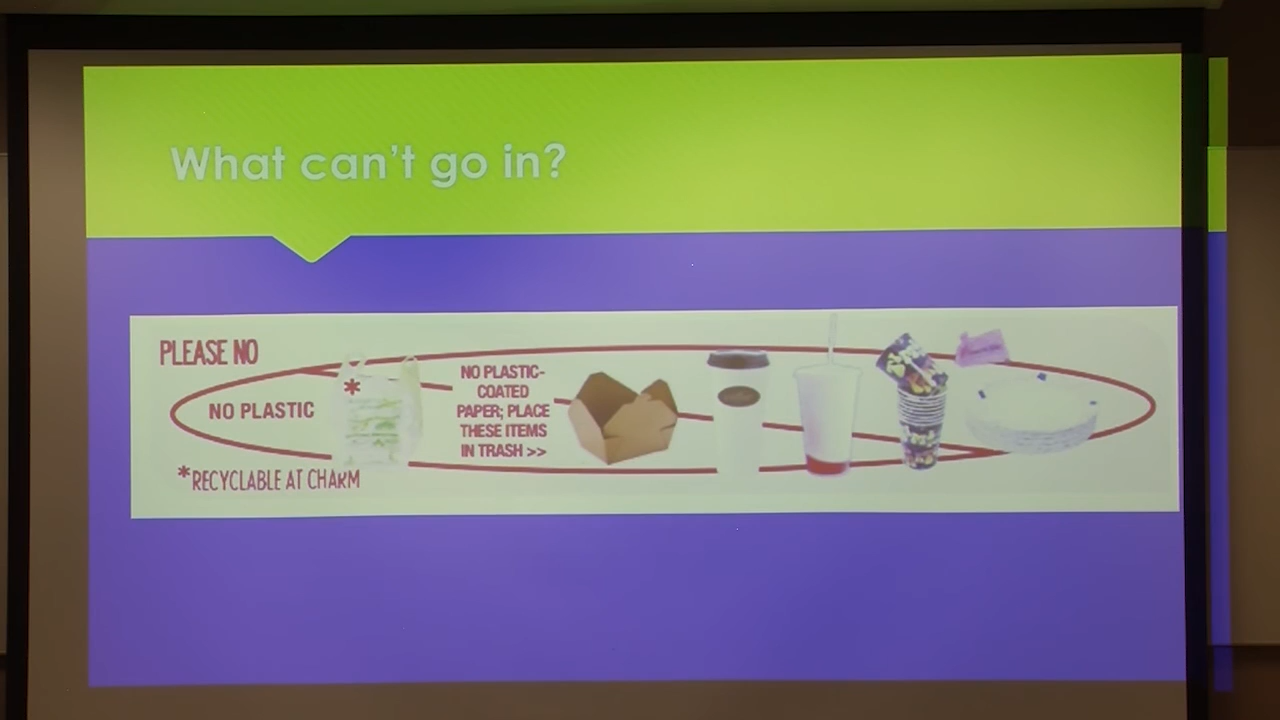 What can't go in?
PLEASE NO
NO PLASTIC
*
*RECYCLABLE AT CHARM
NO PLASTIC-
COATED
PAPER; PLACE
THESE ITEMS
IN TRASH >>